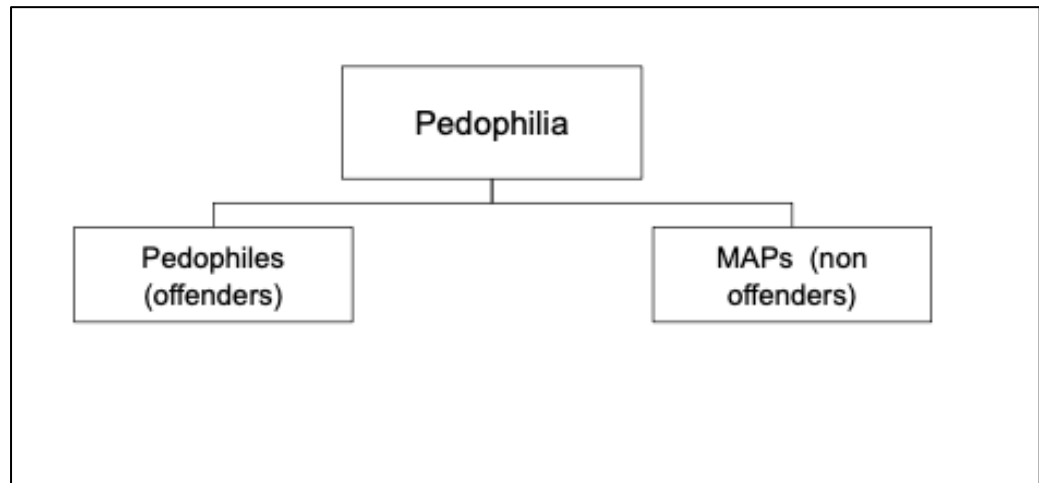 Pedophilia
Pedophiles
(offenders)
MAPs (non
offenders)